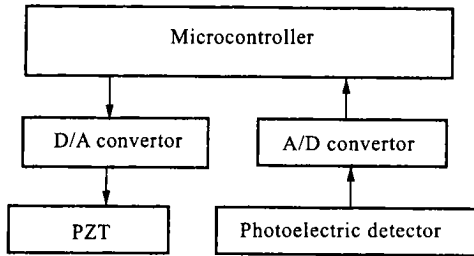 Microcontroller
D/A convertor
A/D convertor
PZT
Photoelectric detector